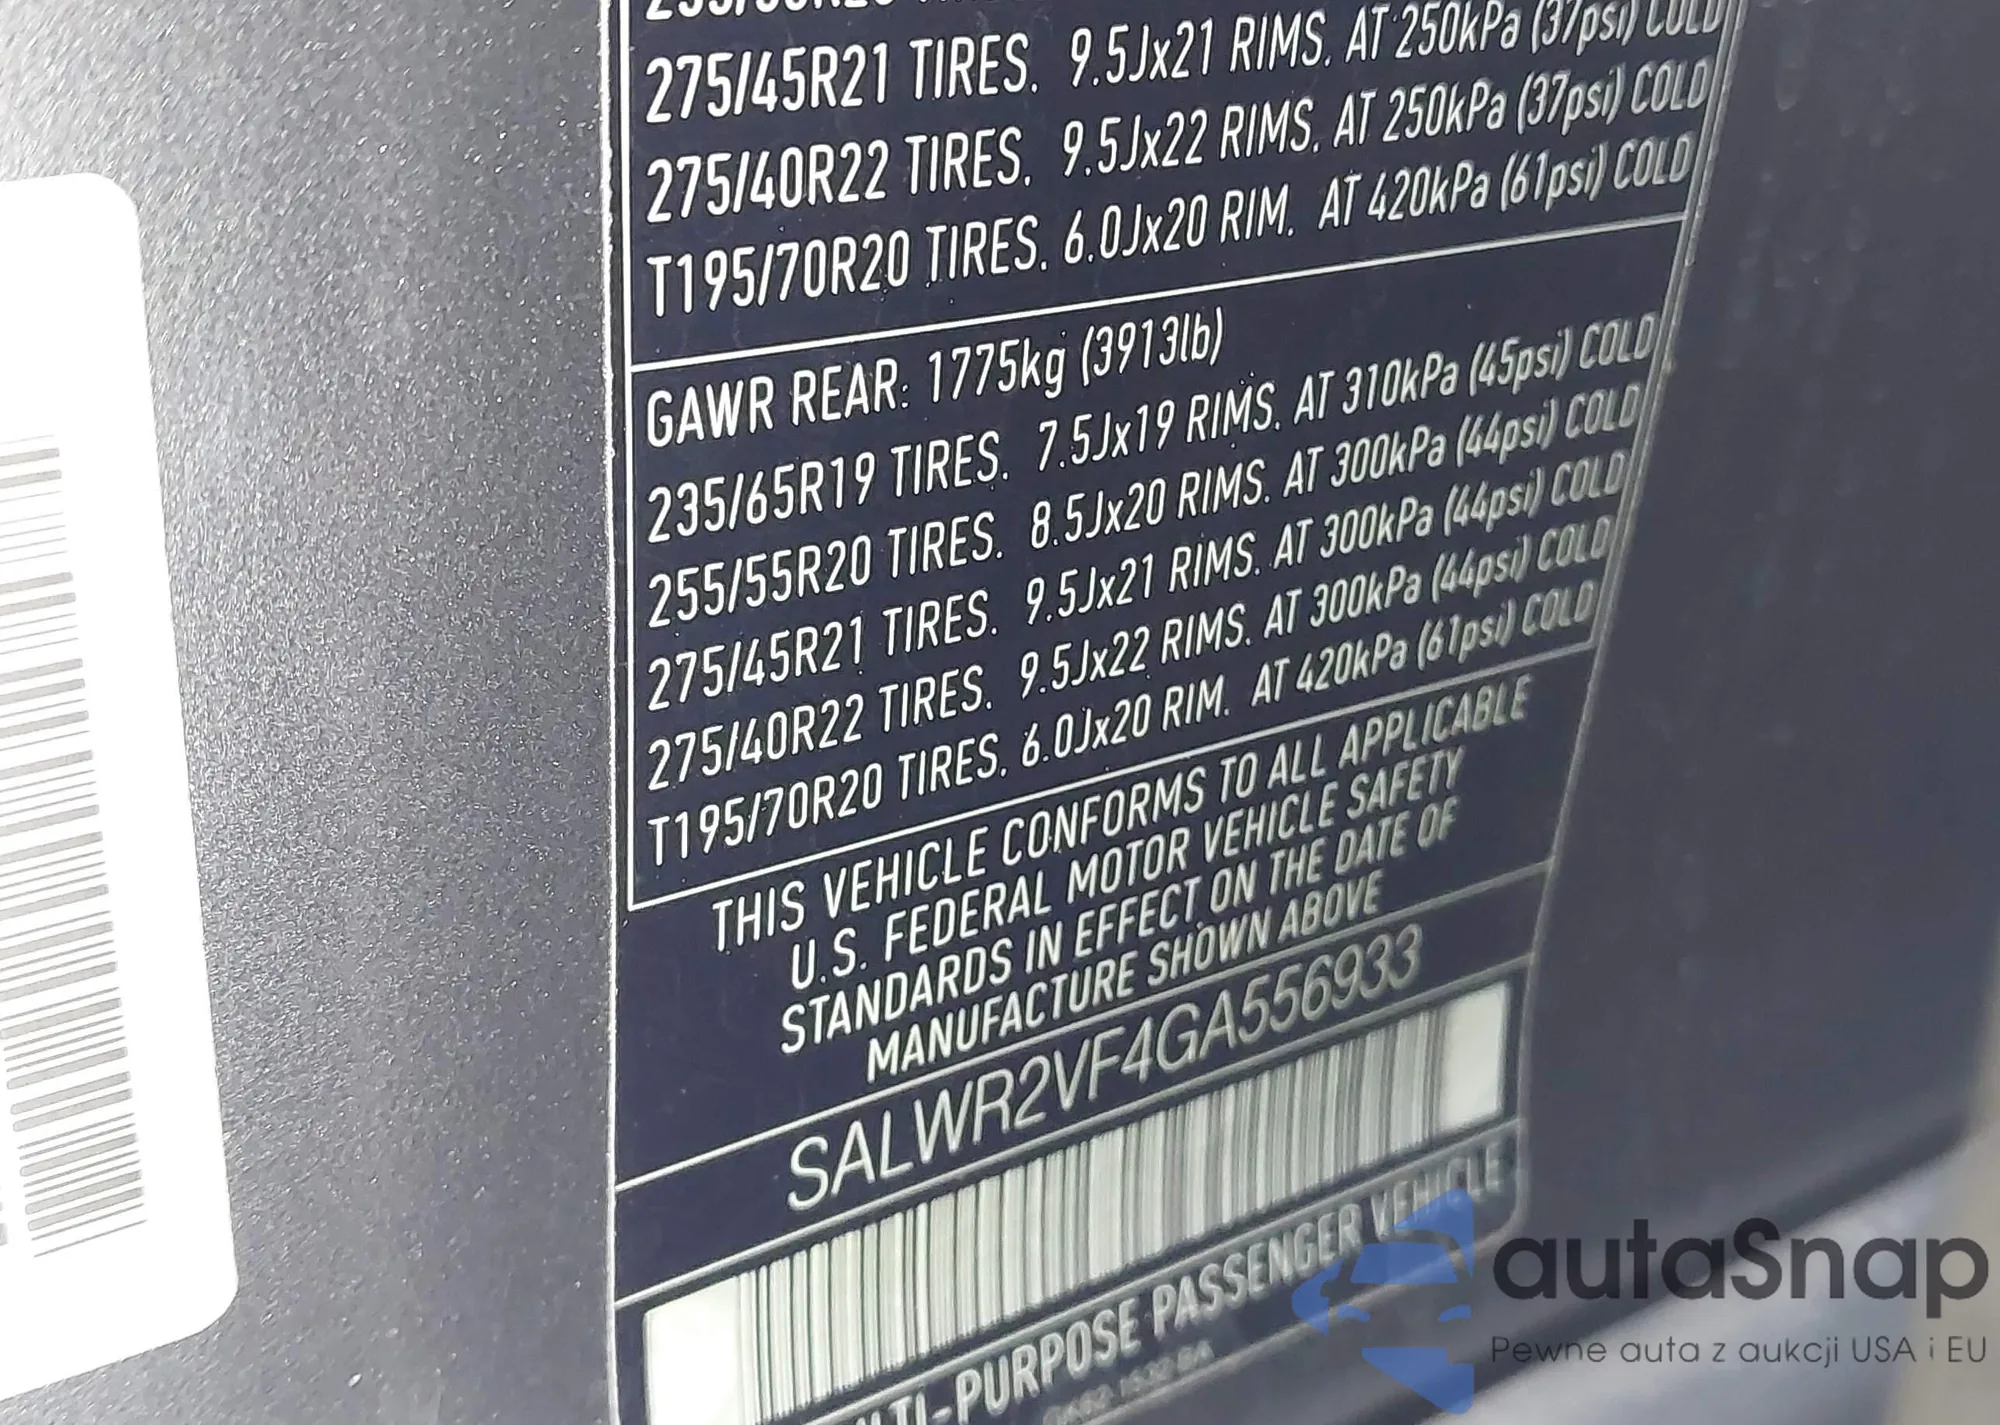 275/45R21 TIRES. 9.5Jx21 RIMS. AT 250kPa (37psi) COLD
275/40R22 TIRES. 9.5Jx22 RIMS. AT 250kPa (37psi) COLD
T195/70R20 TIRES. 6.0Jx20 RIM. AT 420kPa (61psi) COLD
GAWR REAR: 1775kg (3913lb)
235/65R19 TIRES. 7.5Jx19 RIMS. AT 310kPa (45psi) COLD
255/55R20 TIRES. 8.5Jx20 RIMS. AT 300kPa (44psi) COLD
275/45R21 TIRES. 9.5Jx21 RIMS. AT 300kPa (44psi) COLD
275/40R22 TIRES. 9.5Jx22 RIMS. AT 300kPa (44psi) COLD
T195/70R20 TIRES. 6.0Jx20 RIM. AT 420kPa (61psi) COLD
THIS VEHICLE CONFORMS TO ALL APPLICABLE
U.S. FEDERAL MOTOR VEHICLE SAFETY
STANDARDS IN EFFECT ON THE DATE OF
MANUFACTURE SHOWN ABOVE
SALWR2VF4GA556933
LTI-PURPOSE PASSENGER VEHICLE
autaSnap
Pewne auta z aukcji USA i EU